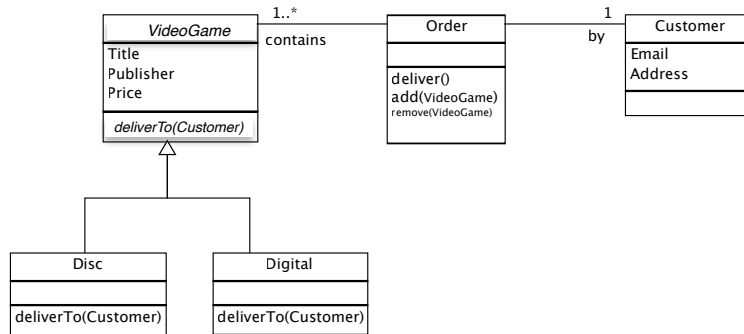 VideoGame
Title
Publisher
Price
deliverTo(Customer)
1..*
contains
Order
deliver()
add(VideoGame)
remove(VideoGame)
1
by
Customer
Email
Address
Disc
deliverTo(Customer)
Digital
deliverTo(Customer)